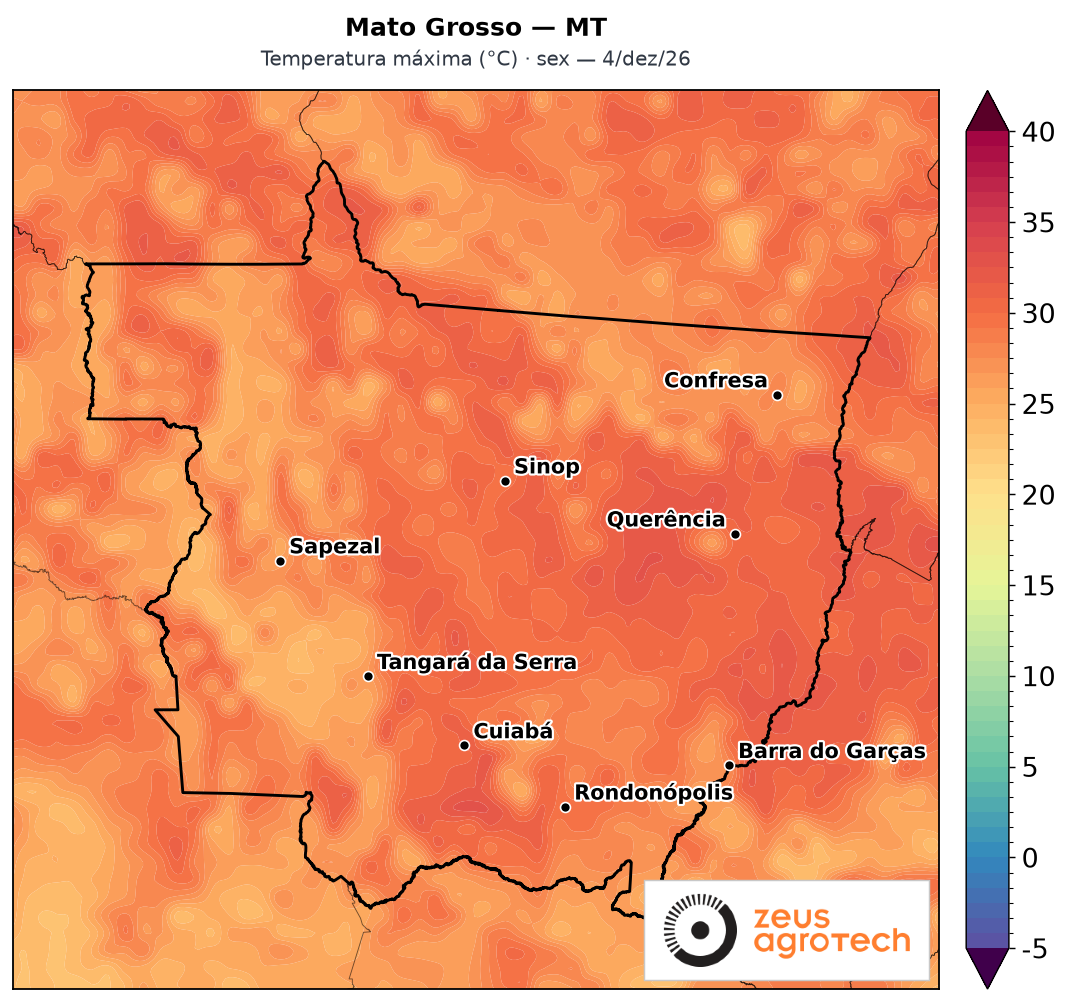 Mato Grosso — MT
Temperatura máxima (°C) · sex — 4/dez/26
40
35
30
25
20
15
10
5
0
-5
Confresa
Sinop
Querência
Sapezal
Tangará da Serra
Cuiabá
Barra do Garças
Rondonópolis
zeus
agrotech